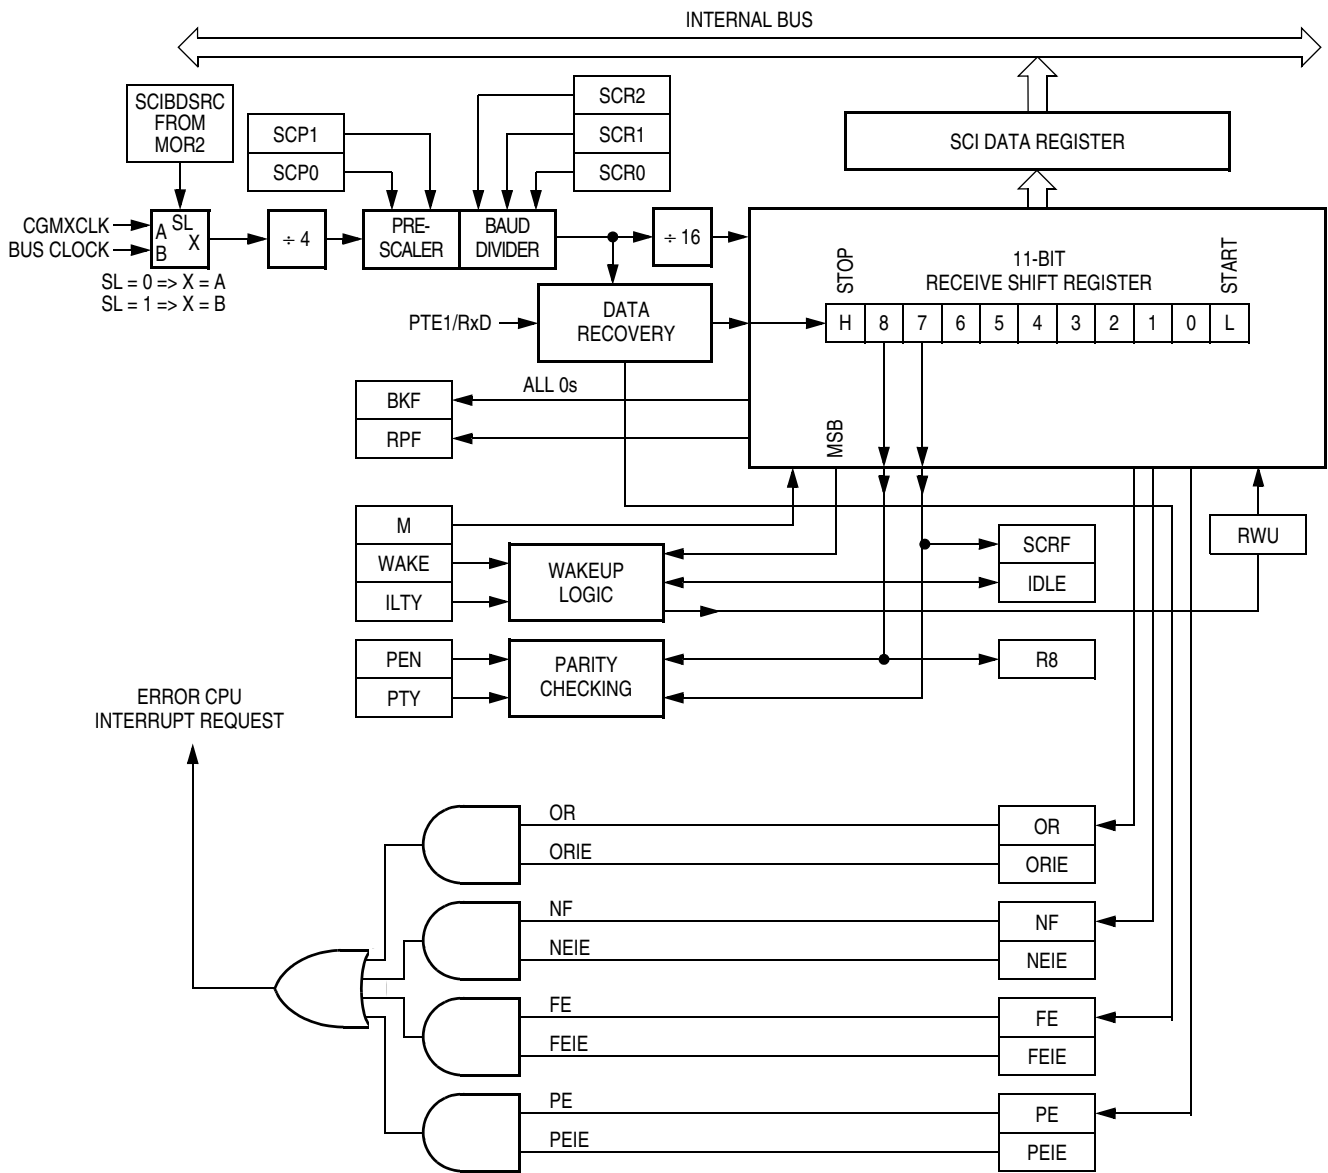 INTERNAL BUS
SCIBDSRC
FROM
MOR2
SCP1
SCP0
SCR2
SCR1
SCR0
SCI DATA REGISTER
CGMXCLK
BUS CLOCK
A
B
SL
X
÷ 4
PRE-
SCALER
BAUD
DIVIDER
÷ 16
SL = 0 => X = A
SL = 1 => X = B
STOP
11-BIT
RECEIVE SHIFT REGISTER
START
PTE1/RxD
DATA
RECOVERY
H 8 7 6 5 4 3 2 1 0 L
ALL 0s
BKF
RPF
MSB
M
WAKE
ILTY
WAKEUP
LOGIC
SCRF
IDLE
RWU
PEN
PTY
PARITY
CHECKING
R8
ERROR CPU
INTERRUPT REQUEST
OR
ORIE
OR
ORIE
NF
NEIE
NF
NEIE
FE
FEIE
FE
FEIE
PE
PEIE
PE
PEIE